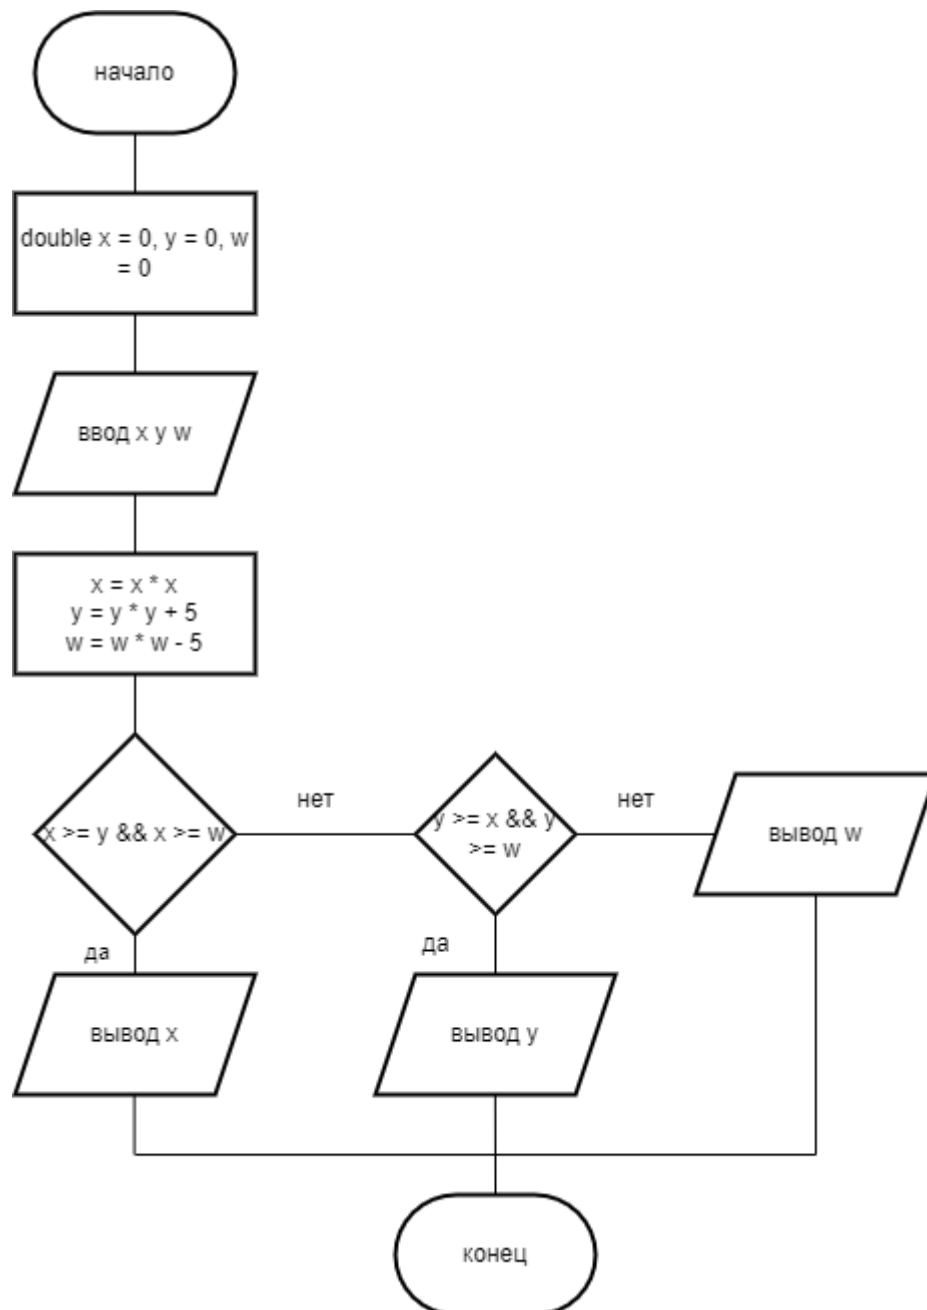 начало
double x = 0, y = 0, w
= 0
ввод x y w
x = x * x
y = y * y + 5
w = w * w - 5
x >= y && x >= w
нет
y >= x && y
>= w
нет
вывод w
да
вывод x
да
вывод y
конец